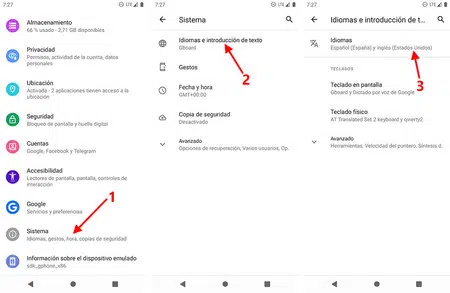 7:27
LTE
Almacenamiento
66 % usado - 2,71 GB disponibles
Privacidad
Permisos, actividad de la cuenta, datos
personales
Ubicación
Activada - 2 aplicaciones tienen acceso a la
ubicación
Seguridad
Bloqueo de pantalla y huella digital
Cuentas
Google, Facebook y Telegram
Accesibilidad
Lectores de pantalla, pantalla, controles de
interacción
1
Google
Servicios y preferencias
Sistema
Idiomas, gestos, hora, copias de seguridad
Información sobre el dispositivo emulado
sdk_gphone_x86
7:27
LTE
Sistema
Idiomas e introducción de texto
Gboard
2
Gestos
Fecha y hora
GMT+00:00
Copia de seguridad
Desactivado
Avanzado
Opciones de recuperación, Varios usuarios, Op..
7:27
LTE
Idiomas e introducción de t...
Idiomas
Español (España) y inglés (Estados Unidos)
3
TECLADOS
Teclado en pantalla
Gboard y Dictado por voz de Google
Teclado físico
AT Translated Set 2 keyboard y qwerty2
Avanzado
Herramientas, Velocidad del puntero, Síntesis d..